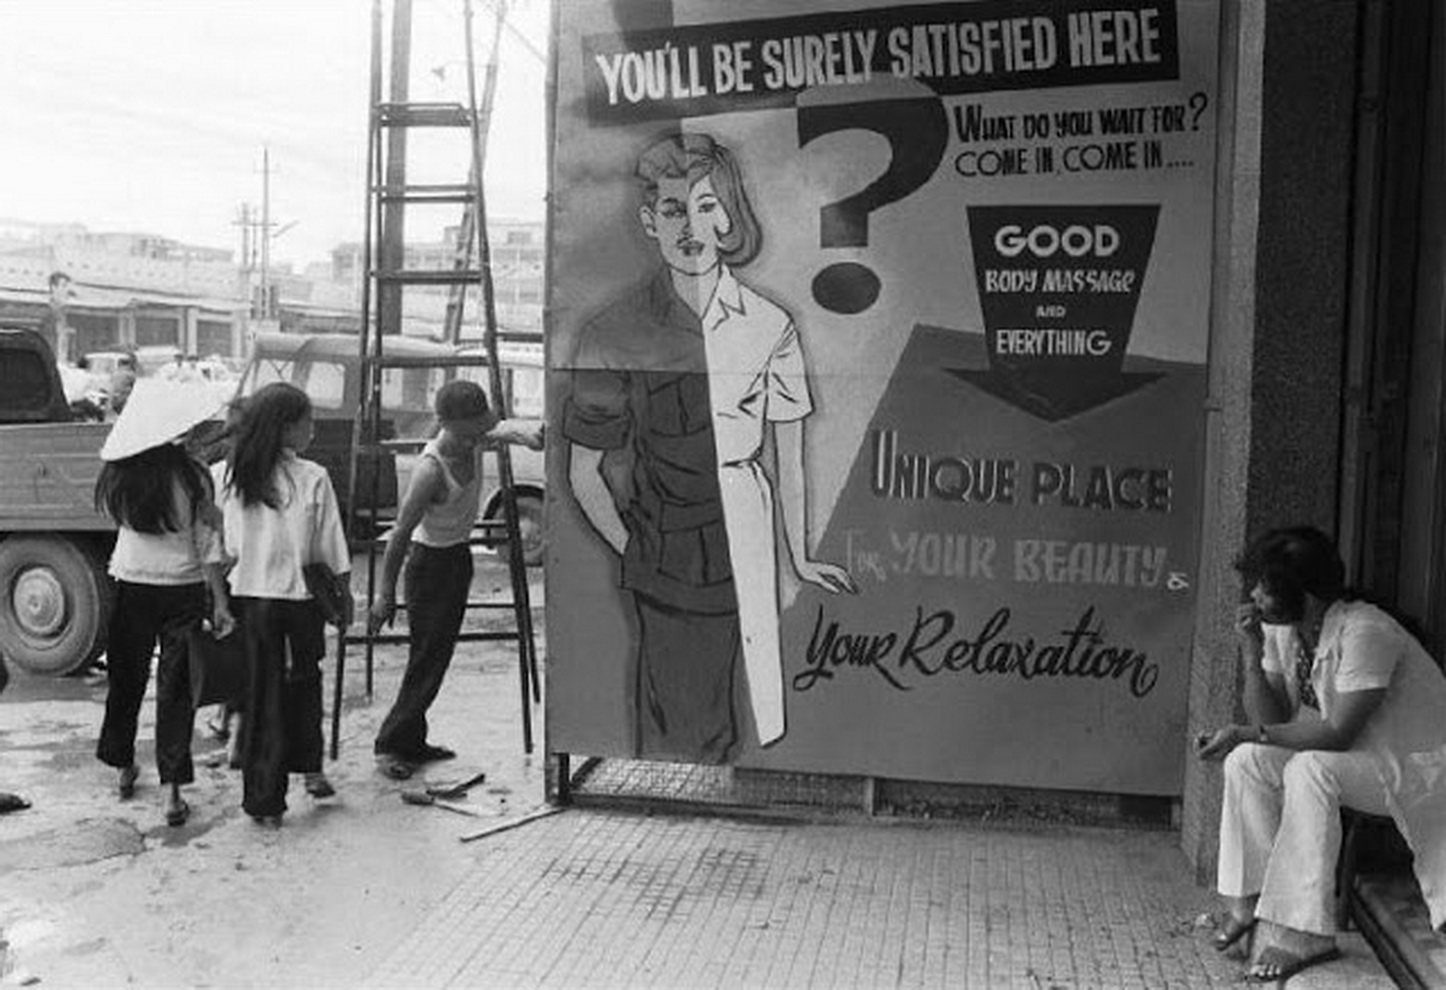 YOU'LL BE SURELY SATISFIED HERE
?
WHAT DO YOU WAIT FOR?
COME IN, COME IN....
GOOD
BODY MASSAGE
AND
EVERYTHING
UNIQUE PLACE
For YOUR BEAUTY &
Your Relaxation